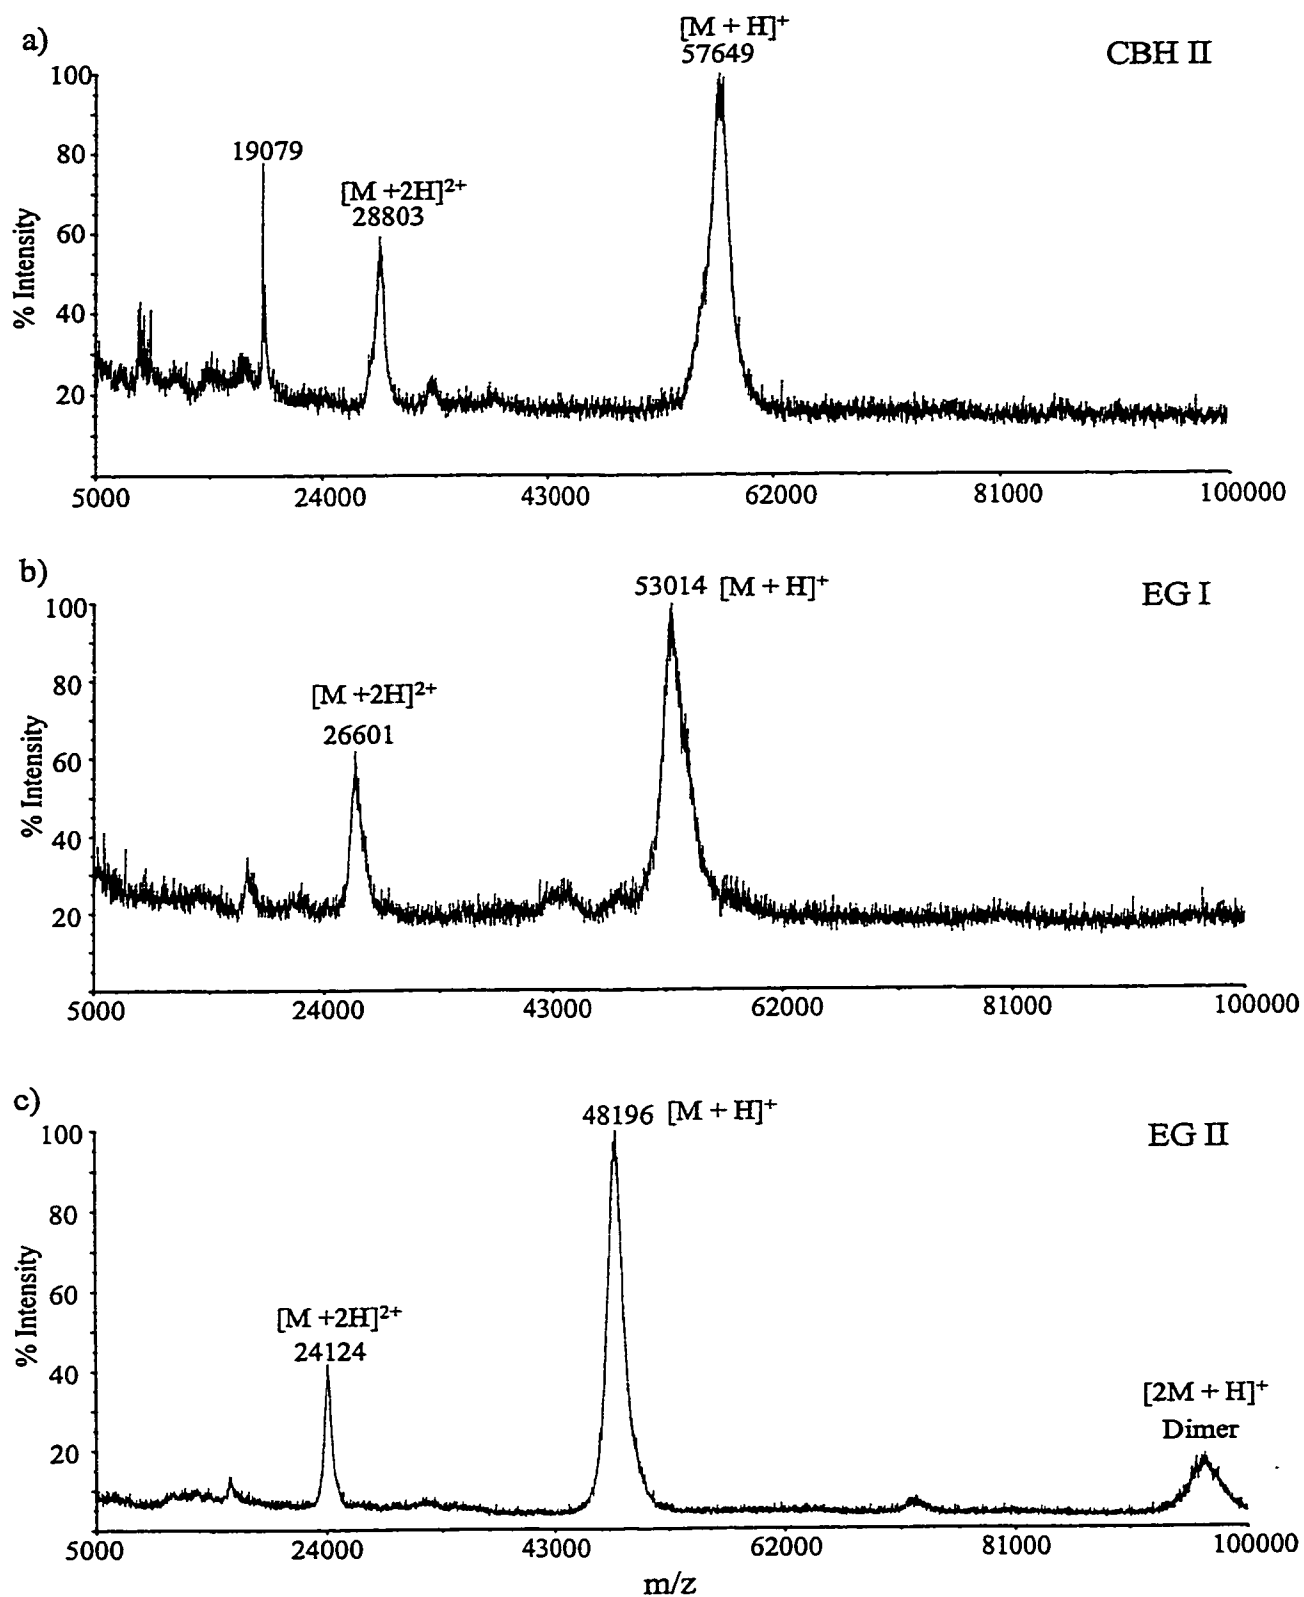 a)
[M + H]⁺
57649
CBH II
100
19079
80
[M +2H]²⁺
28803
60
% Intensity
40
20
5000 24000 43000 62000 81000 100000
b)
53014 [M + H]⁺
EG I
100
80
[M +2H]²⁺
26601
60
% Intensity
40
20
5000 24000 43000 62000 81000 100000
c)
48196 [M + H]⁺
EG II
100
80
60
% Intensity
[M +2H]²⁺
24124
40
[2M + H]⁺
Dimer
20
5000 24000 43000 62000 81000 100000
m/z